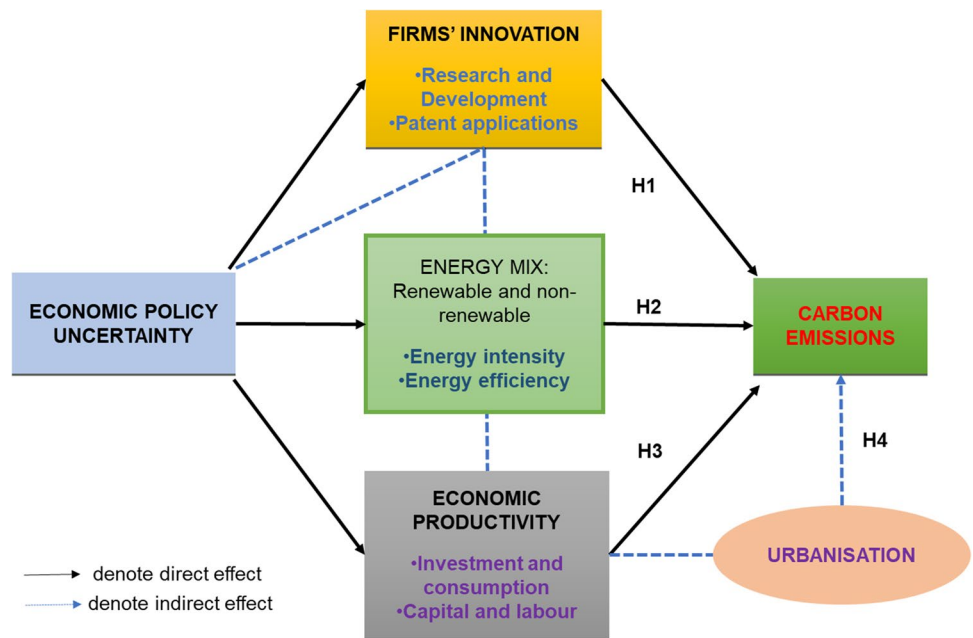 FIRMS' INNOVATION
•Research and
Development
•Patent applications
H1
ECONOMIC POLICY
UNCERTAINTY
ENERGY MIX:
Renewable and non-
renewable
•Energy intensity
•Energy efficiency
H2
CARBON
EMISSIONS
H3
H4
ECONOMIC
PRODUCTIVITY
•Investment and
consumption
•Capital and labour
URBANISATION
denote direct effect
denote indirect effect